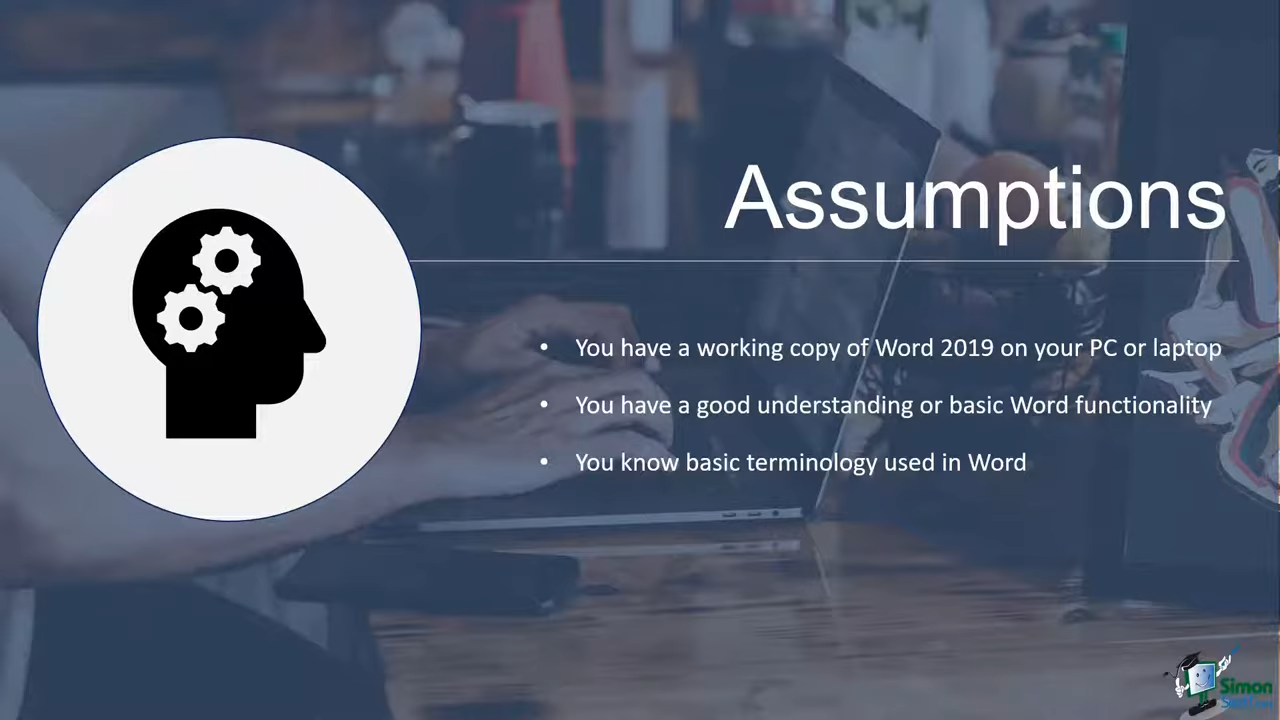 Assumptions
• You have a working copy of Word 2019 on your PC or laptop
• You have a good understanding or basic Word functionality
• You know basic terminology used in Word
Simon